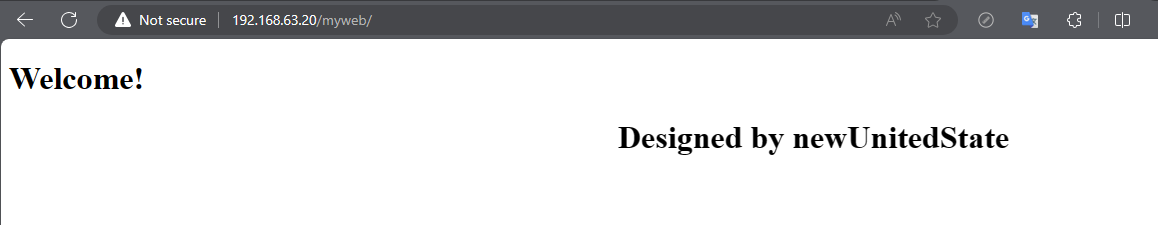 Not secure 192.168.63.20/myweb/
Welcome!
Designed by newUnitedState